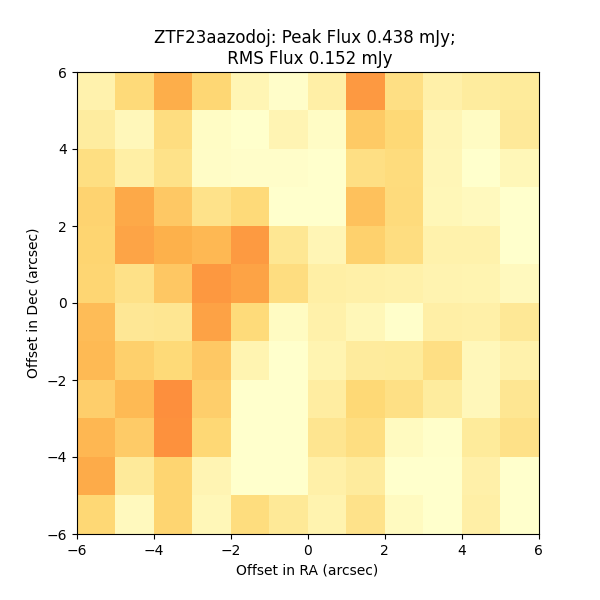 ZTF23aazodoj: Peak Flux 0.438 mJy;
RMS Flux 0.152 mJy
6
4
2
0
−2
−4
−6
Offset in Dec (arcsec)
−6 −4 −2 0 2 4 6
Offset in RA (arcsec)